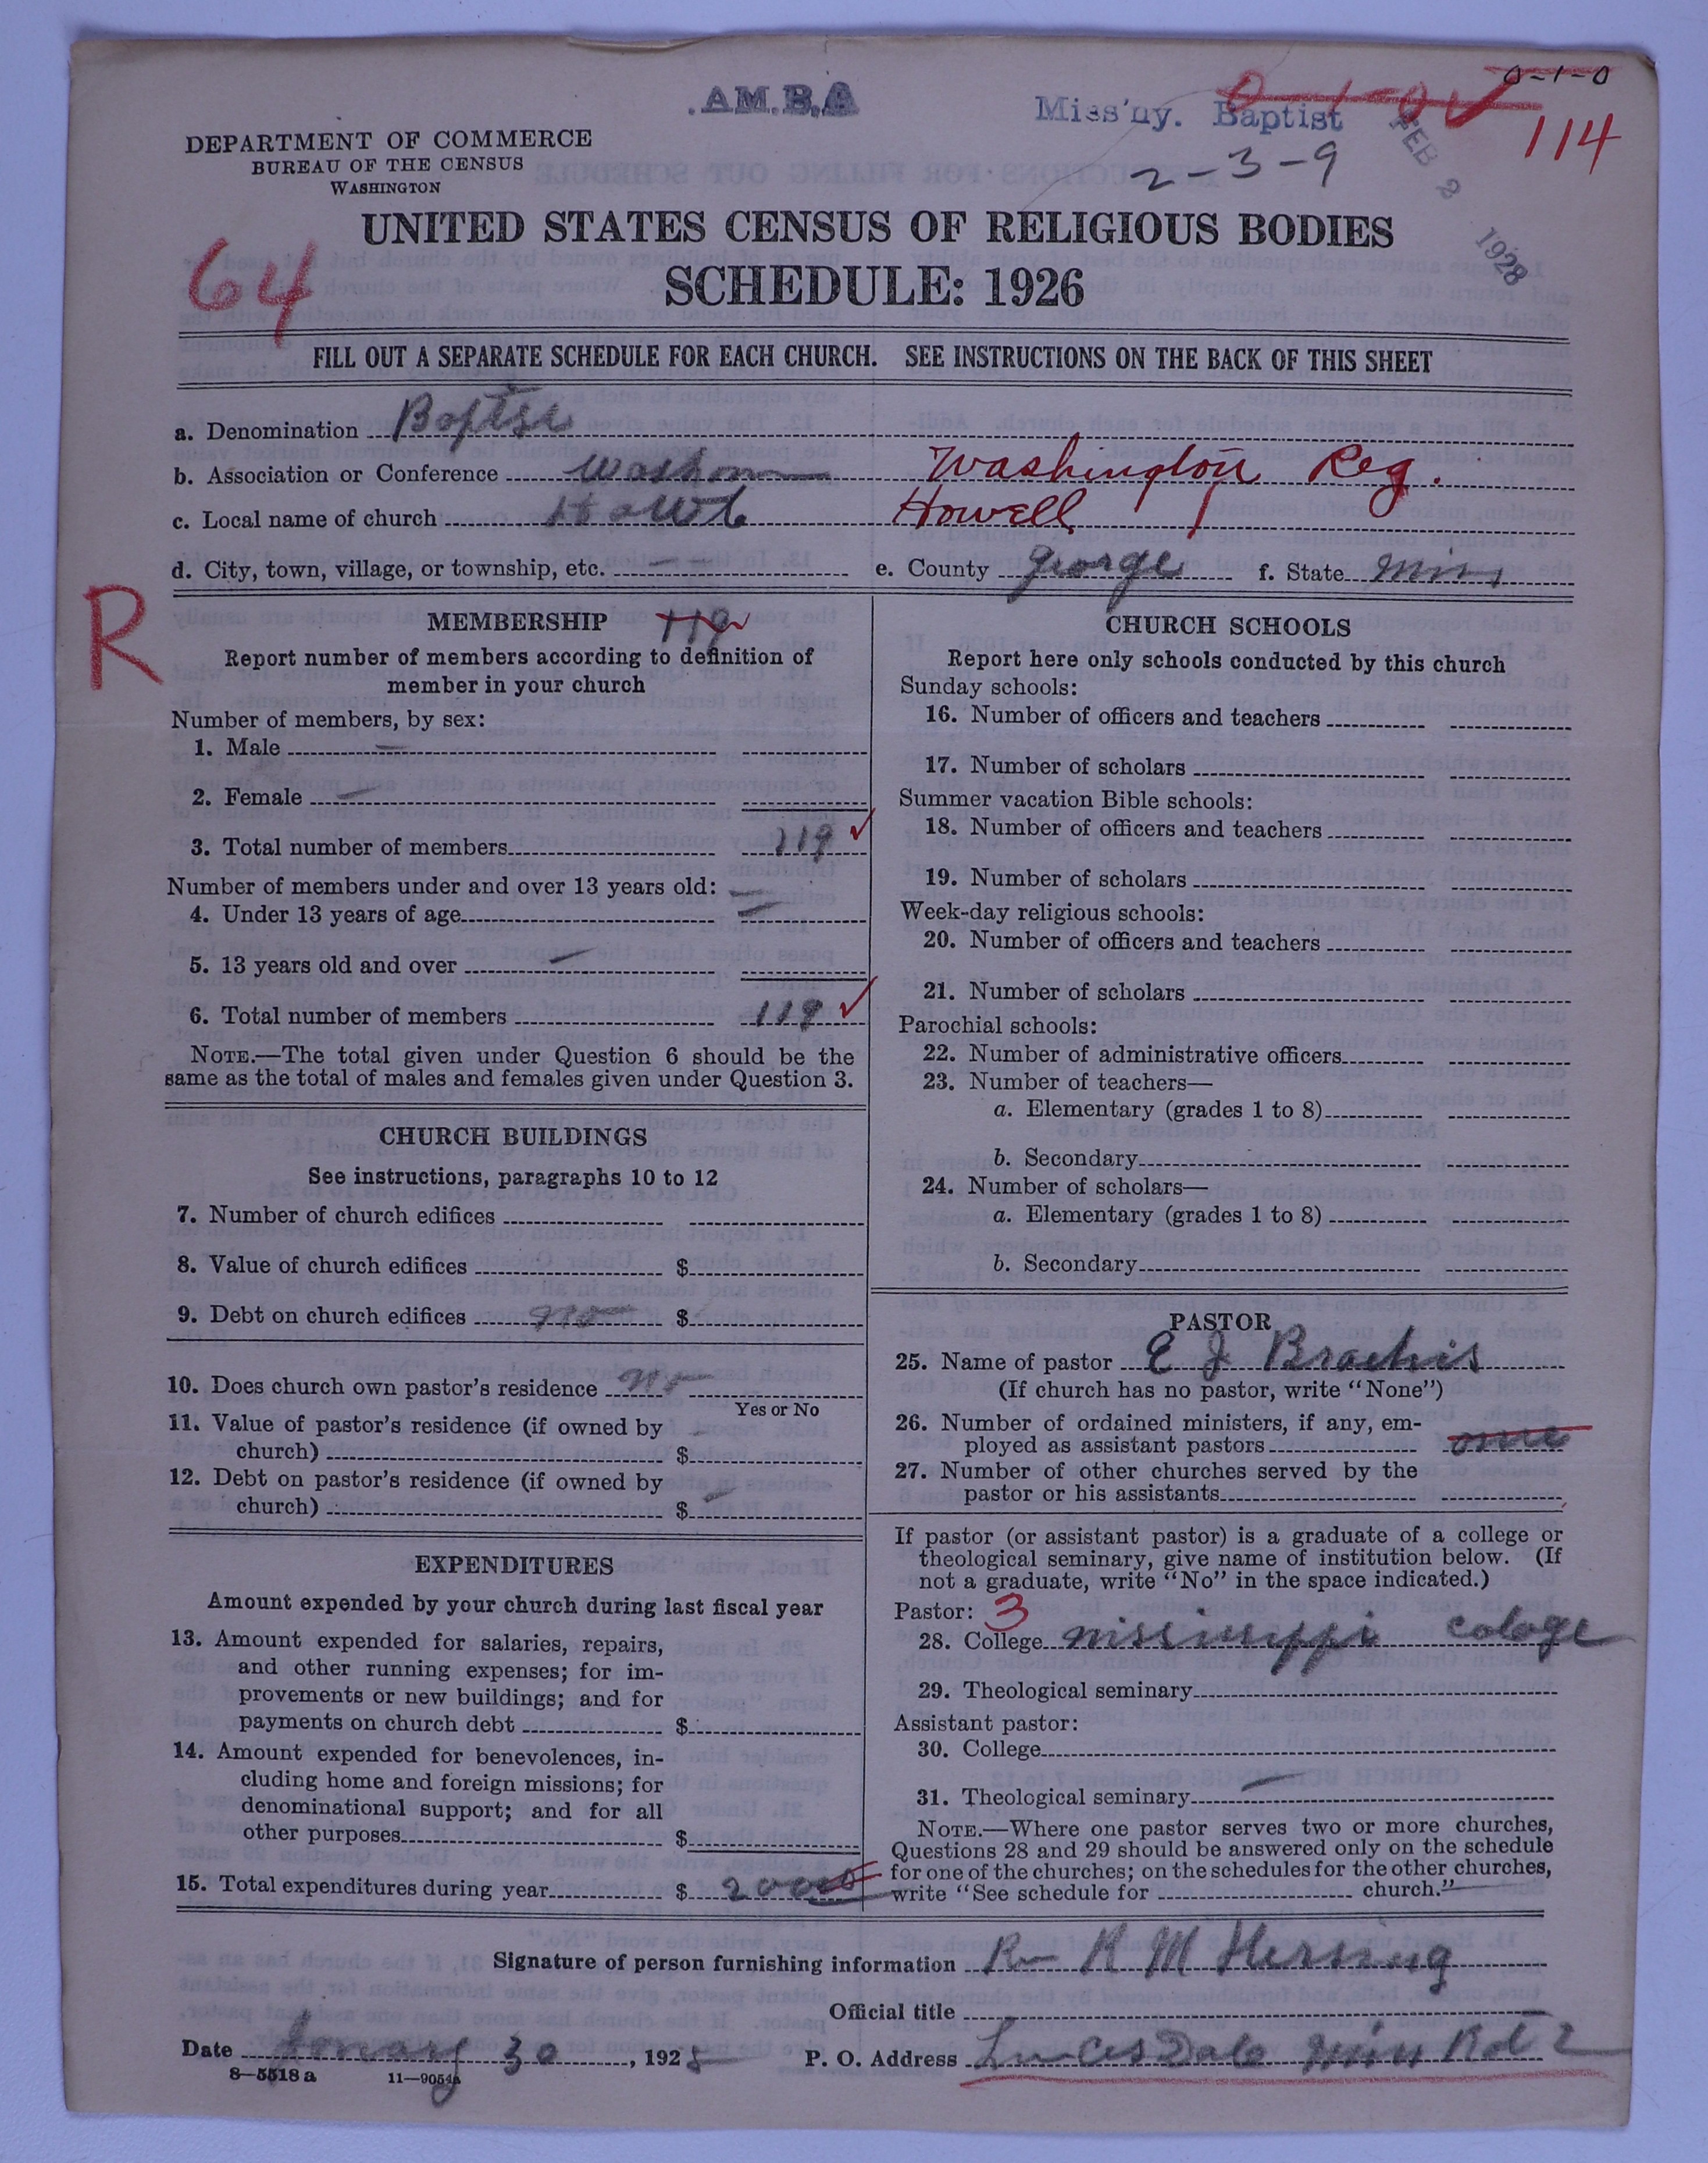 AM. B.A
Miss'ny. Baptist
0-1-0
114
2-3-9
FEB 2 1928
DEPARTMENT OF COMMERCE
BUREAU OF THE CENSUS
WASHINGTON
UNITED STATES CENSUS OF RELIGIOUS BODIES
64
SCHEDULE: 1926
FILL OUT A SEPARATE SCHEDULE FOR EACH CHURCH. SEE INSTRUCTIONS ON THE BACK OF THIS SHEET
a. Denomination
b. Association or Conference Washington Reg.
c. Local name of church Howell
d. City, town, village, or township, etc. — — e. County George f. State Miss
R
MEMBERSHIP 119
Report number of members according to definition of
member in your church
Number of members, by sex:
1. Male —
2. Female —
3. Total number of members 119
Number of members under and over 13 years old: —
4. Under 13 years of age —
5. 13 years old and over —
6. Total number of members 119
NOTE.—The total given under Question 6 should be the
same as the total of males and females given under Question 3.
CHURCH BUILDINGS
See instructions, paragraphs 10 to 12
7. Number of church edifices
8. Value of church edifices $
9. Debt on church edifices no $
10. Does church own pastor's residence no
Yes or No
11. Value of pastor's residence (if owned by
church) $ —
12. Debt on pastor's residence (if owned by
church) $ —
EXPENDITURES
Amount expended by your church during last fiscal year
13. Amount expended for salaries, repairs,
and other running expenses; for im-
provements or new buildings; and for
payments on church debt $
14. Amount expended for benevolences, in-
cluding home and foreign missions; for
denominational support; and for all
other purposes $
15. Total expenditures during year $ 200
CHURCH SCHOOLS
Report here only schools conducted by this church
Sunday schools:
16. Number of officers and teachers
17. Number of scholars
Summer vacation Bible schools:
18. Number of officers and teachers
19. Number of scholars
Week-day religious schools:
20. Number of officers and teachers
21. Number of scholars
Parochial schools:
22. Number of administrative officers
23. Number of teachers—
a. Elementary (grades 1 to 8)
b. Secondary
24. Number of scholars—
a. Elementary (grades 1 to 8)
b. Secondary
PASTOR
25. Name of pastor E J
(If church has no pastor, write "None")
26. Number of ordained ministers, if any, em-
ployed as assistant pastors one
27. Number of other churches served by the
pastor or his assistants
If pastor (or assistant pastor) is a graduate of a college or
theological seminary, give name of institution below. (If
not a graduate, write "No" in the space indicated.)
Pastor: 3
28. College Mississippi cologe
29. Theological seminary
Assistant pastor:
30. College
31. Theological seminary —
NOTE.—Where one pastor serves two or more churches,
Questions 28 and 29 should be answered only on the schedule
for one of the churches; on the schedules for the other churches,
write "See schedule for church."
Signature of person furnishing information R M
Official title
Date 30, 1928 P. O. Address Miss Rot 2
8—5518 a 11—9054